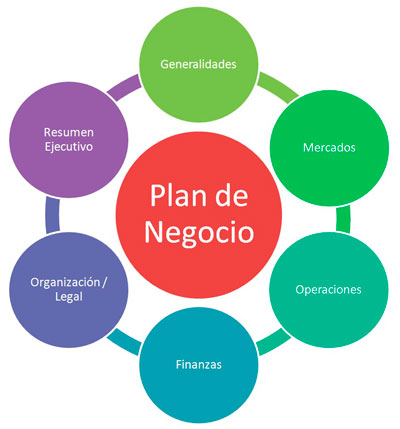 Generalidades
Resumen
Ejecutivo
Mercados
Plan de
Negocio
Organización /
Legal
Operaciones
Finanzas